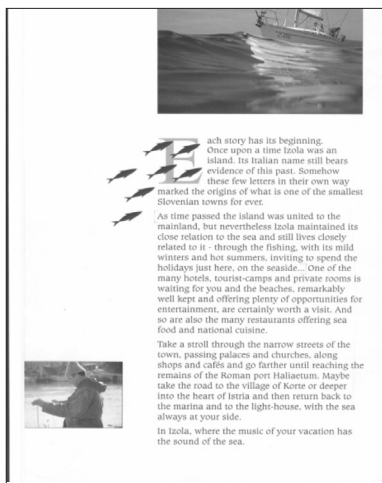 Each story has its beginning.
Once upon a time Izola was an
island. Its Italian name still bears
evidence of this past. Somehow
these few letters in their own way
marked the origins of what is one of the smallest
Slovenian towns for ever.
As time passed the island was united to the
mainland, but nevertheless Izola maintained its
close relation to the sea and still lives closely
related to it - through the fishing, with its mild
winters and hot summers, inviting to spend the
holidays just here, on the seaside... One of the
many hotels, tourist-camps and private rooms is
waiting for you and the beaches, remarkably
well kept and offering plenty of opportunities for
entertainment, are certainly worth a visit. And
so are also the many restaurants offering sea
food and national cuisine.
Take a stroll through the narrow streets of the
town, passing palaces and churches, along
shops and cafés and go farther until reaching the
remains of the Roman port Haliaetum. Maybe
take the road to the village of Korte or deeper
into the heart of Istria and then return back to
the marina and to the light-house, with the sea
always at your side.
In Izola, where the music of your vacation has
the sound of the sea.